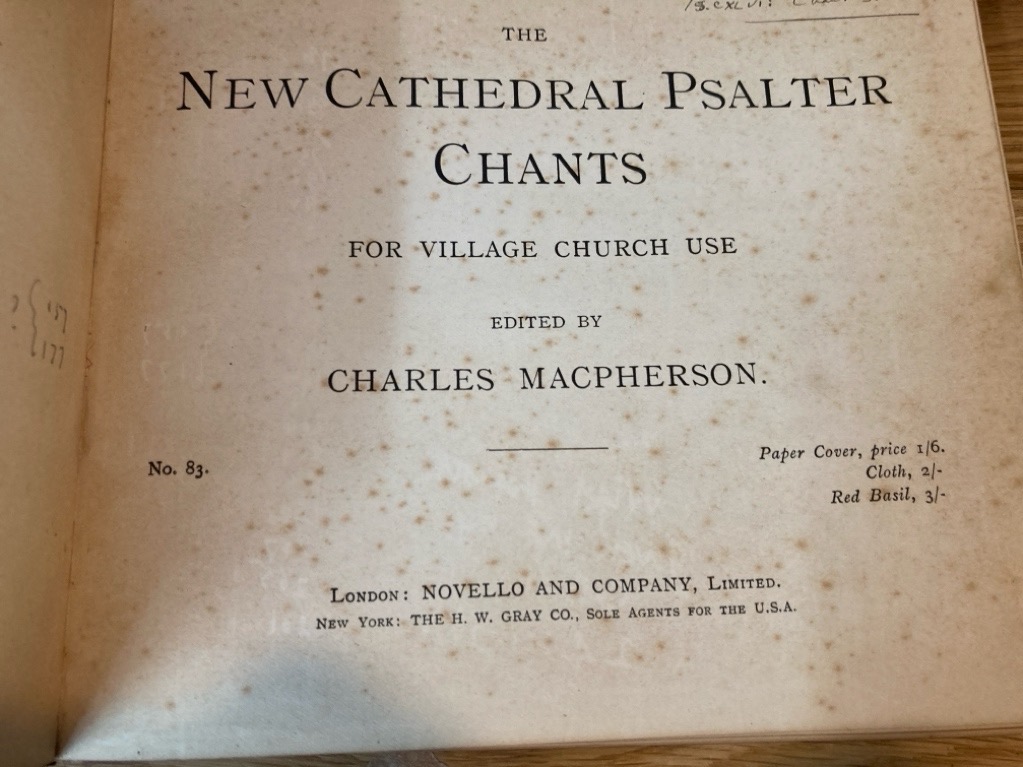 THE
NEW CATHEDRAL PSALTER
CHANTS
FOR VILLAGE CHURCH USE
EDITED BY
CHARLES MACPHERSON.
No. 83.
Paper Cover, price 1/6.
Cloth, 2/-
Red Basil, 3/-
LONDON: NOVELLO AND COMPANY, LIMITED.
NEW YORK: THE H. W. GRAY CO., SOLE AGENTS FOR THE U.S.A.
157
177